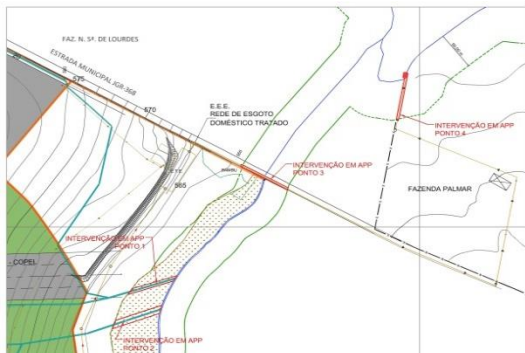 FAZ. N. Sª. DE LOURDES
ESTRADA MUNICIPAL JGR-368
575
570
E.E.E.
REDE DE ESGOTO
DOMÉSTICO TRATADO
565
INTERVENÇÃO EM APP
PONTO 4
INTERVENÇÃO EM APP
PONTO 3
FAZENDA PALMAR
INTERVENÇÃO EM APP
PONTO 1
COPEL
INTERVENÇÃO EM APP
PONTO 2